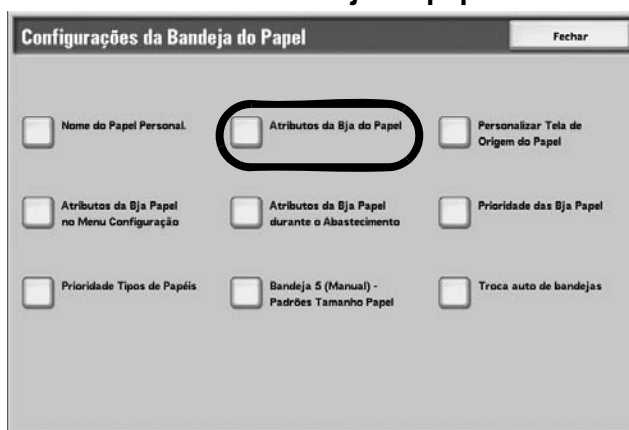 Configurações da Bandeja do Papel
Fechar
Nome do Papel Personal.
Atributos da Bja do Papel
Personalizar Tela de
Origem do Papel
Atributos da Bja Papel
no Menu Configuração
Atributos da Bja Papel
durante o Abastecimento
Prioridade das Bja Papel
Prioridade Tipos de Papéis
Bandeja 5 (Manual) -
Padrões Tamanho Papel
Troca auto de bandejas